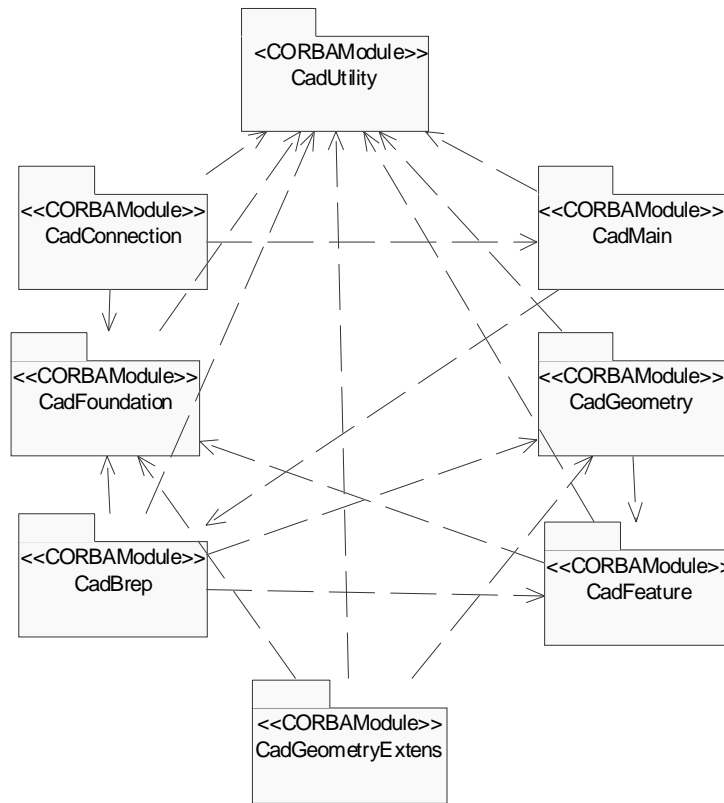 <CORBAModule>>
CadUtility
<<CORBAModule>>
CadConnection
<<CORBAModule>>
CadMain
<<CORBAModule>>
CadFoundation
<<CORBAModule>>
CadGeometry
<<CORBAModule>>
CadBrep
<<CORBAModule>>
CadFeature
<<CORBAModule>>
CadGeometryExtens